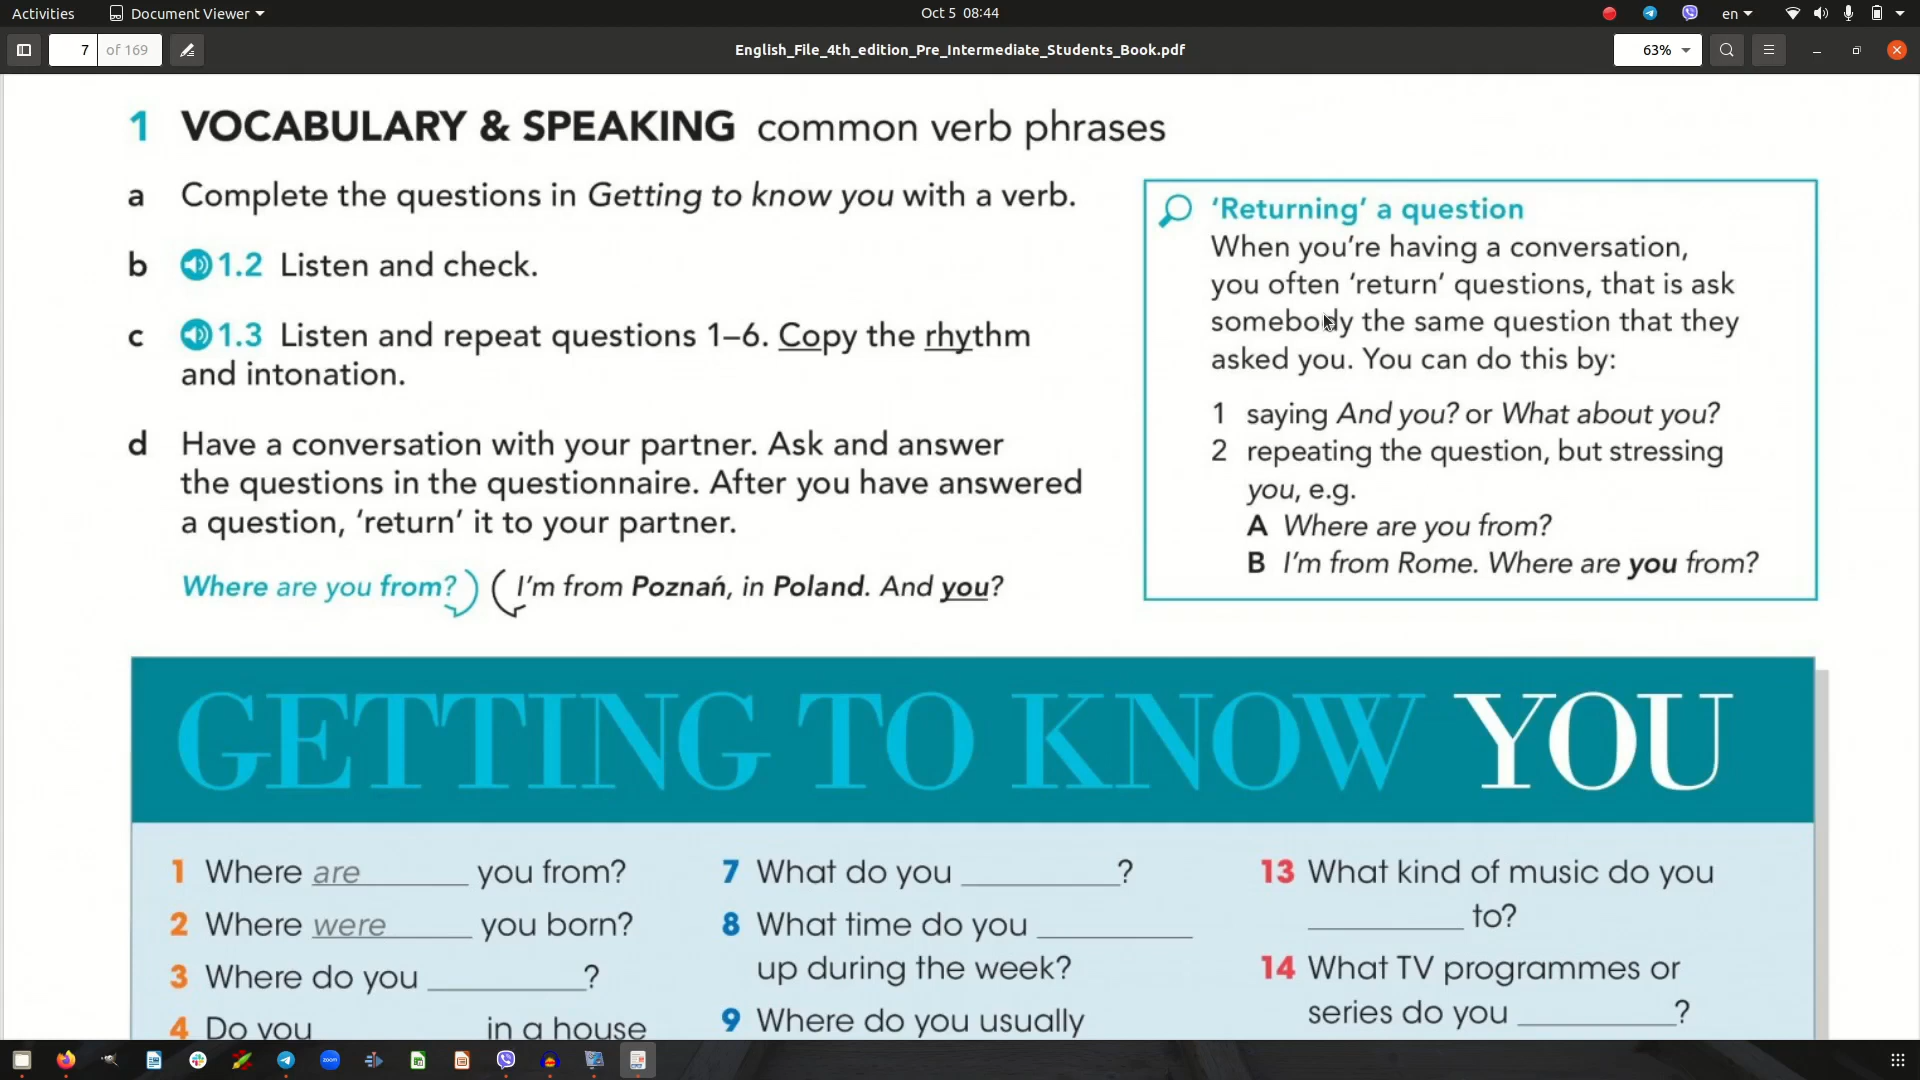 Activities
Document Viewer
Oct 5 08:44
en
7 of 169
English_File_4th_edition_Pre_Intermediate_Students_Book.pdf
63%
1 VOCABULARY & SPEAKING common verb phrases
a Complete the questions in Getting to know you with a verb.
b 1.2 Listen and check.
c 1.3 Listen and repeat questions 1–6. Copy the rhythm
and intonation.
d Have a conversation with your partner. Ask and answer
the questions in the questionnaire. After you have answered
a question, ‘return’ it to your partner.
Where are you from?
I’m from Poznań, in Poland. And you?
‘Returning’ a question
When you’re having a conversation,
you often ‘return’ questions, that is ask
somebody the same question that they
asked you. You can do this by:
1 saying And you? or What about you?
2 repeating the question, but stressing
you, e.g.
A Where are you from?
B I’m from Rome. Where are you from?
GETTING TO KNOW YOU
1 Where are you from?
2 Where were you born?
3 Where do you ________?
4 Do you ________ in a house
7 What do you ________?
8 What time do you ________
up during the week?
9 Where do you usually
13 What kind of music do you
________ to?
14 What TV programmes or
series do you ________?
zoom